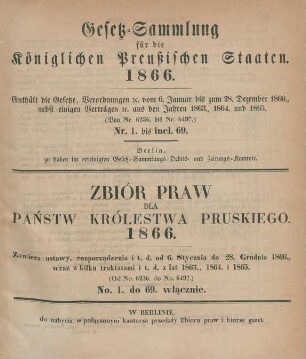 Gesetz-Sammlung
für die
Königlichen Preußischen Staaten.
1866.
Enthält die Gesetze, Verordnungen ꝛc. vom 6. Januar bis zum 28. Dezember 1866.,
nebst einigen Verträgen ꝛc. aus den Jahren 1863., 1864. und 1865.
(Von Nr. 6236. bis Nr. 6497.)
Nr. 1. bis incl. 69.
Berlin,
zu haben im vereinigten Gesetz-Sammlungs-Debits- und Zeitungs-Komtoir.
ZBIÓR PRAW
DLA
PAŃSTW KRÓLESTWA PRUSKIEGO.
1866.
Zawiera ustawy, rozporządzenia i t. d. od 6. Stycznia do 28. Grudnia 1866.,
wraz z kilku traktatami i t. d. z lat 1863., 1864. i 1865.
(Od No. 6236. do No. 6497.)
No. 1. do 69. włącznie.
W BERLINIE,
do nabycia w połączonym kantorze przedaży Zbioru praw i biurze gazet.